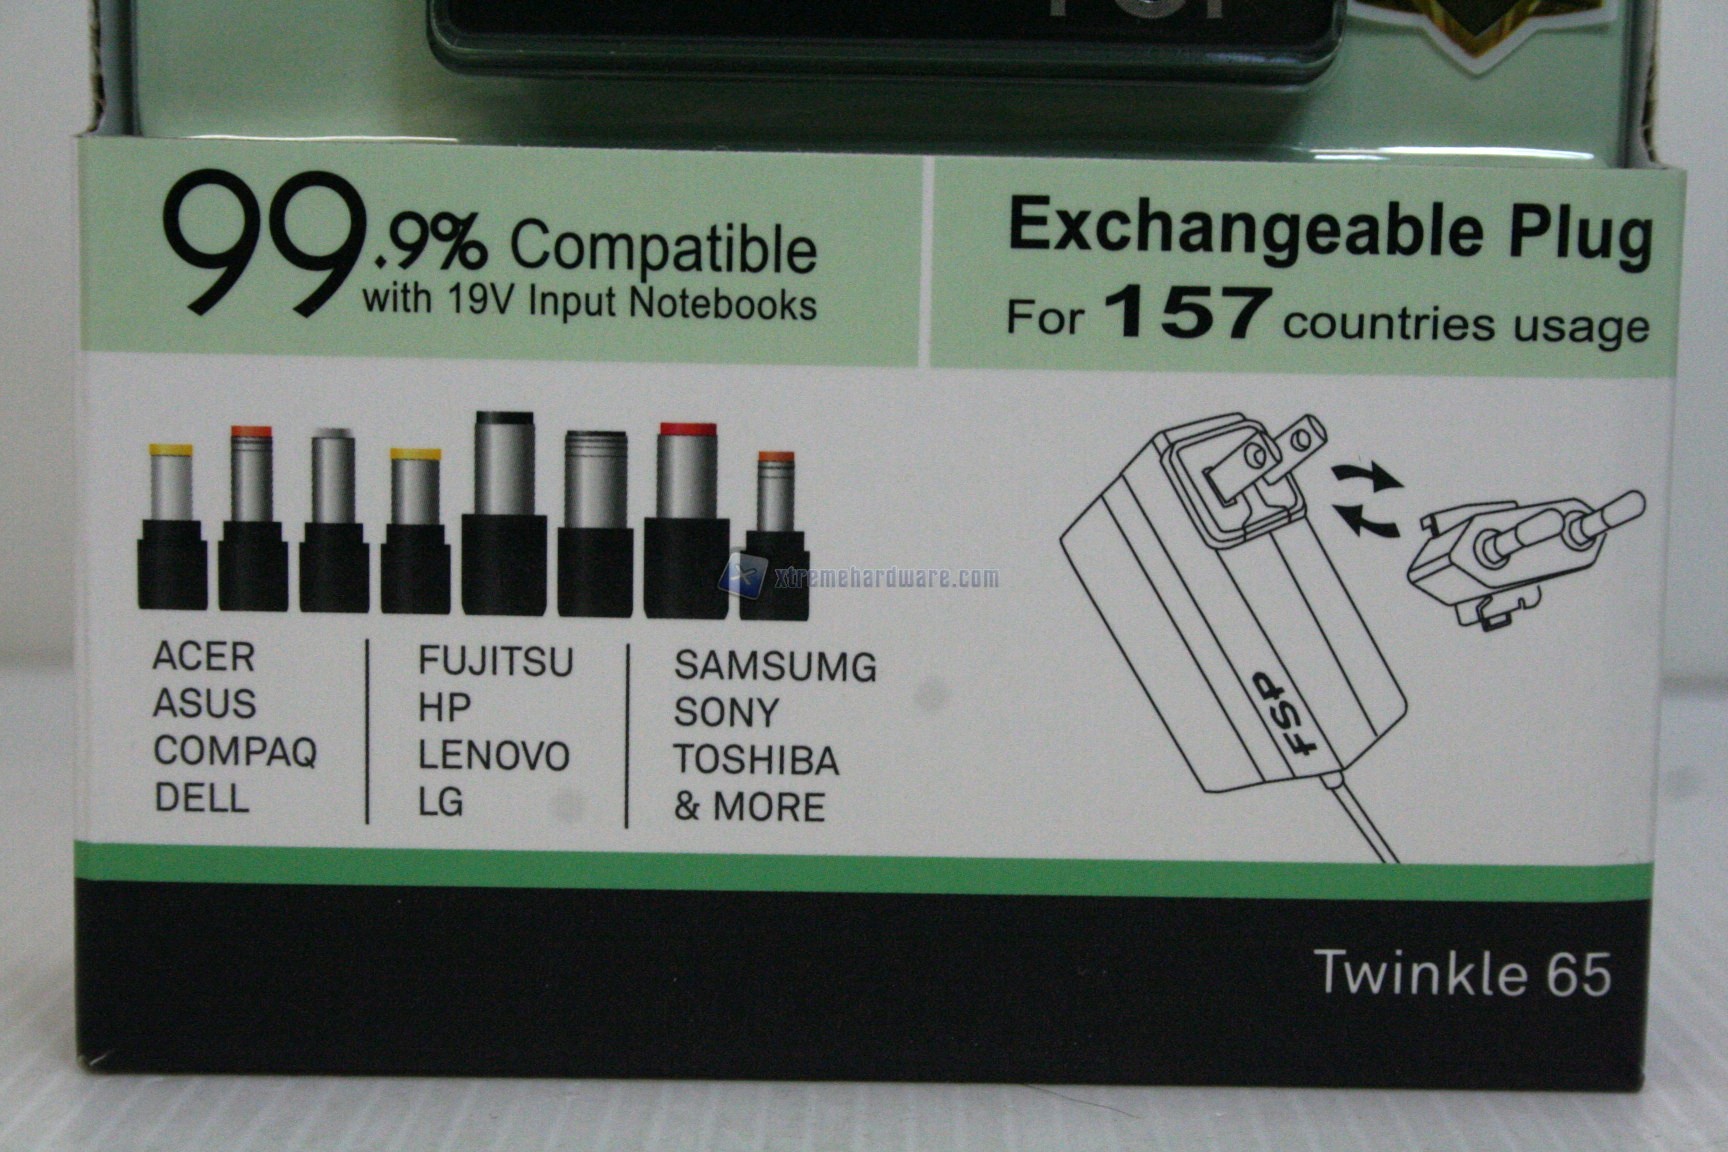 99.9% Compatible
with 19V Input Notebooks
Exchangeable Plug
For 157 countries usage
xtremehardware.com
ACER
ASUS
COMPAQ
DELL
FUJITSU
HP
LENOVO
LG
SAMSUMG
SONY
TOSHIBA
& MORE
FSP
Twinkle 65